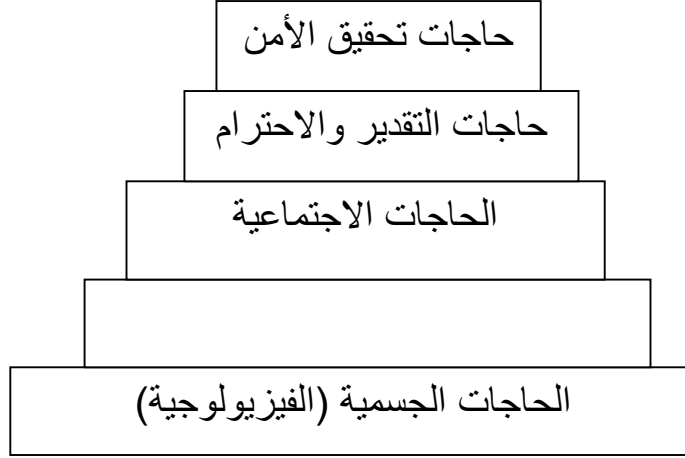 حاجات تحقيق الأمن
حاجات التقدير والاحترام
الحاجات الاجتماعية
الحاجات الجسمية (الفيزيولوجية)